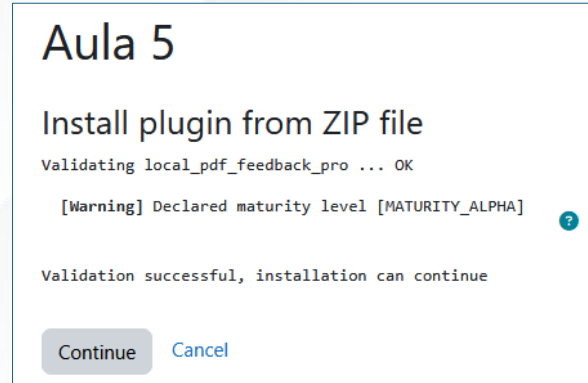 Aula 5
Install plugin from ZIP file
Validating local_pdf_feedback_pro ... OK
[Warning] Declared maturity level [MATURITY_ALPHA]
?
Validation successful, installation can continue
Continue Cancel